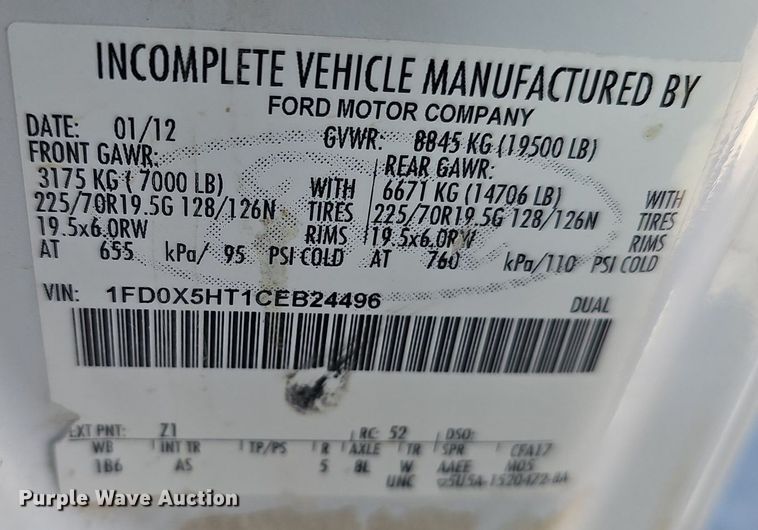 INCOMPLETE VEHICLE MANUFACTURED BY
FORD MOTOR COMPANY
DATE: 01/12 GVWR: 8845 KG (19500 LB)
FRONT GAWR: REAR GAWR:
3175 KG ( 7000 LB) WITH 6671 KG (14706 LB) WITH
225/70R19.5G 128/126N TIRES 225/70R19.5G 128/126N TIRES
19.5x6.0RW RIMS 19.5x6.0RW RIMS
AT 655 kPa/ 95 PSI COLD AT 760 kPa/110 PSI COLD
VIN: 1FD0X5HT1CEB24496 DUAL
EXT PNT: Z1 RC: 52 DSO:
WB INT TR TP/PS R AXLE TR SPR CFA17
186 AS 5 8L W AAEE MOS
UNC
Purple Wave Auction